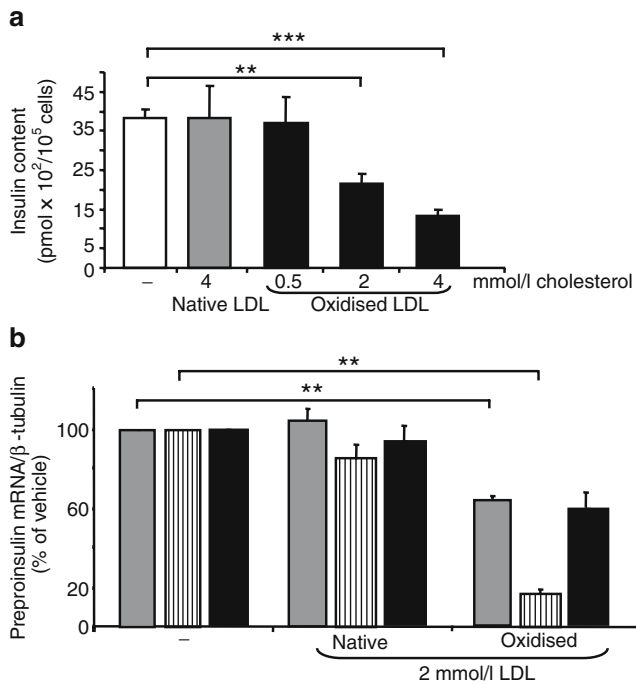 a
***
**
Insulin content
(pmol x 10²/10⁵ cells)
45
35
25
15
5
0
– 4 0.5 2 4 mmol/l cholesterol
Native LDL Oxidised LDL
b
**
**
Preproinsulin mRNA/β -tubulin
(% of vehicle)
100
60
20
0
– Native Oxidised
2 mmol/l LDL